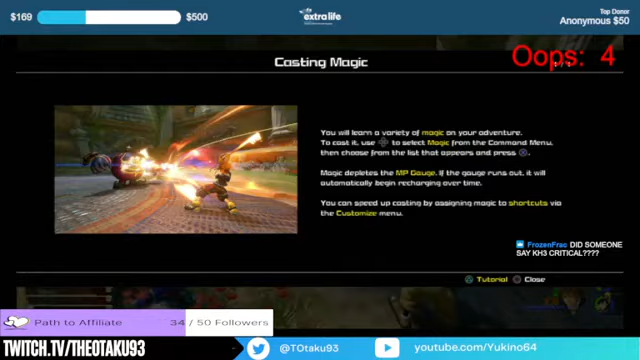 $169
$500
extralife
Top Donor
Anonymous $50
Oops: 4
Casting Magic
You will learn a variety of magic on your adventure.
To cast it, use to select Magic from the Command Menu,
then choose from the list that appears and press .
Magic depletes the MP Gauge. If the gauge runs out, it will
automatically begin recharging over time.
You can speed up casting by assigning magic to shortcuts via
the Customize menu.
FrozenFrac DID SOMEONE
SAY KH3 CRITICAL????
Tutorial Close
Path to Affiliate
34 / 50 Followers
TWITCH.TV/THEOTAKU93
@TOtaku93
youtube.com/Yukino64